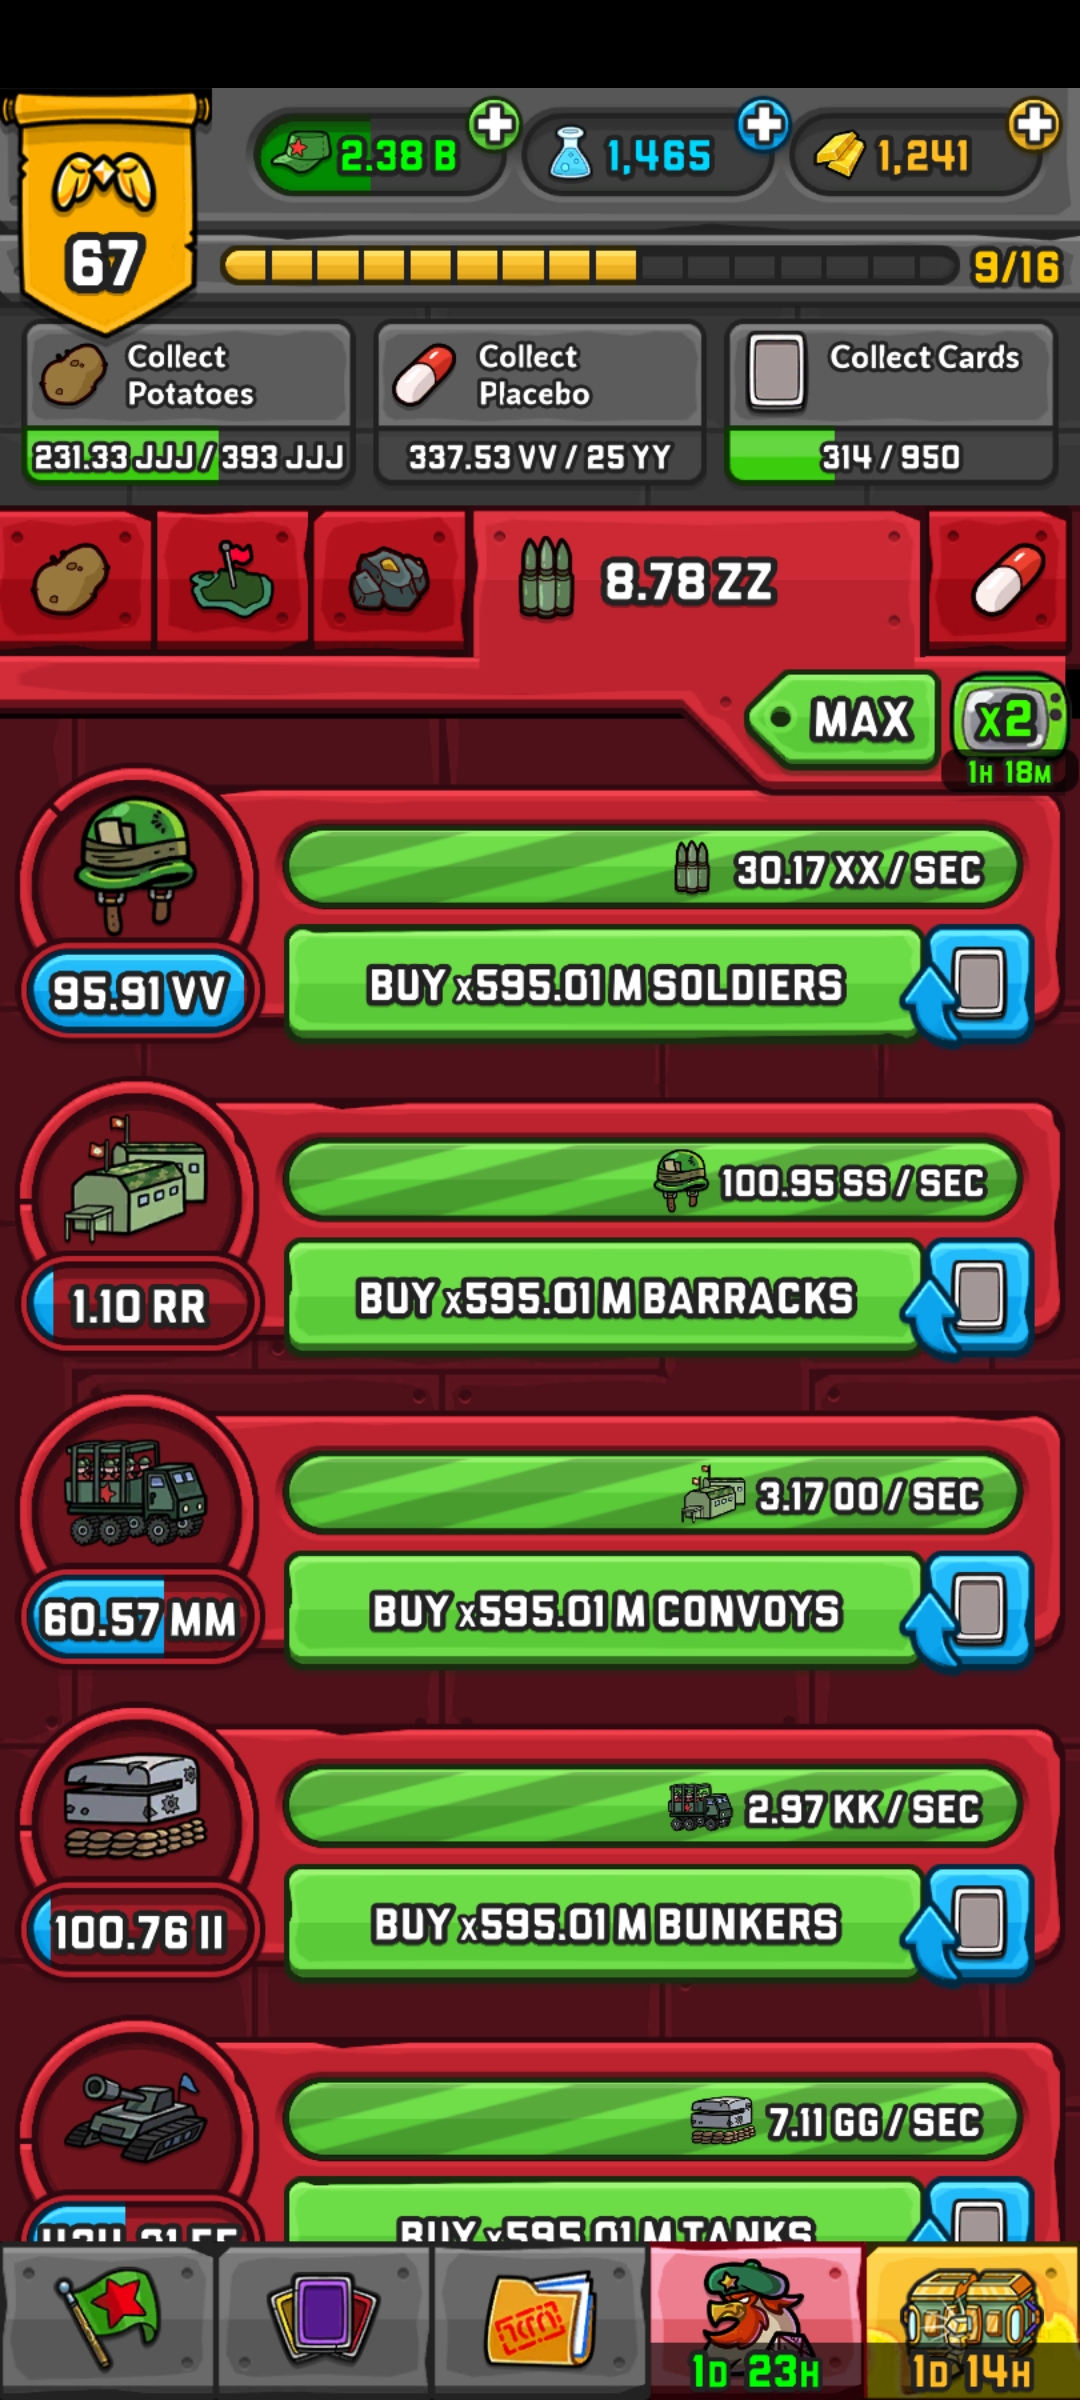 67
2.38 B
1,465
1,241
9/16
Collect Potatoes
231.33 JJJ / 393 JJJ
Collect Placebo
337.53 VV / 25 YY
Collect Cards
314 / 950
8.78 ZZ
MAX
x2
1H 18M
30.17 XX / SEC
95.91 VV
BUY x595.01 M SOLDIERS
100.95 SS / SEC
1.10 RR
BUY x595.01 M BARRACKS
3.17 OO / SEC
60.57 MM
BUY x595.01 M CONVOYS
2.97 KK / SEC
100.76 II
BUY x595.01 M BUNKERS
7.11 GG / SEC
BUY x595.01 M TANKS
1D 23H
1D 14H